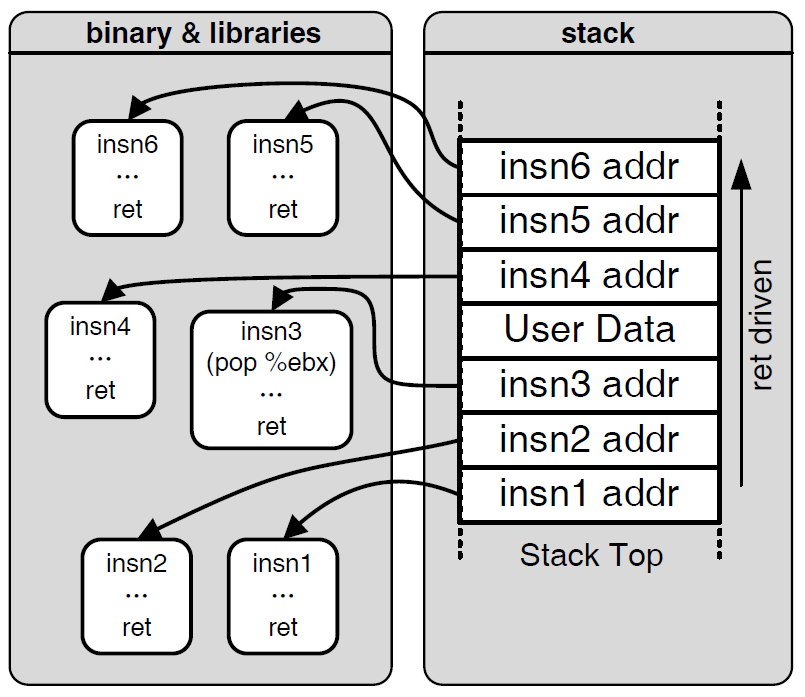 binary & libraries
insn6
...
ret
insn5
...
ret
insn4
...
ret
insn3
(pop %ebx)
...
ret
insn2
...
ret
insn1
...
ret
stack
insn6 addr
insn5 addr
insn4 addr
User Data
insn3 addr
insn2 addr
insn1 addr
Stack Top
ret driven